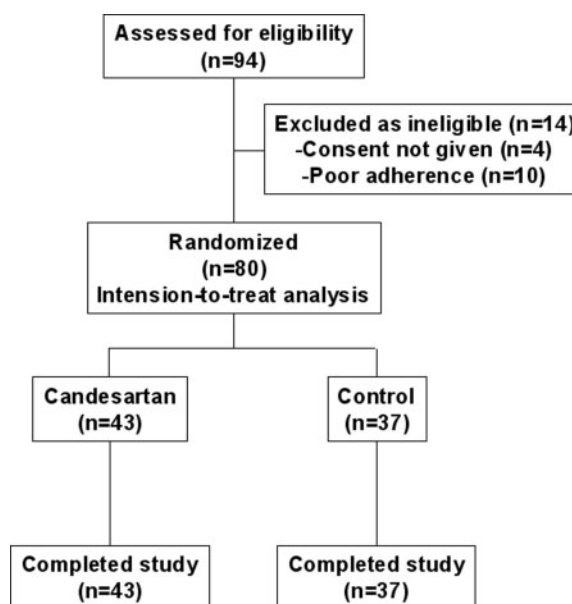 Assessed for eligibility
(n=94)
Excluded as ineligible (n=14)
-Consent not given (n=4)
-Poor adherence (n=10)
Randomized
(n=80)
Intension-to-treat analysis
Candesartan
(n=43)
Control
(n=37)
Completed study
(n=43)
Completed study
(n=37)